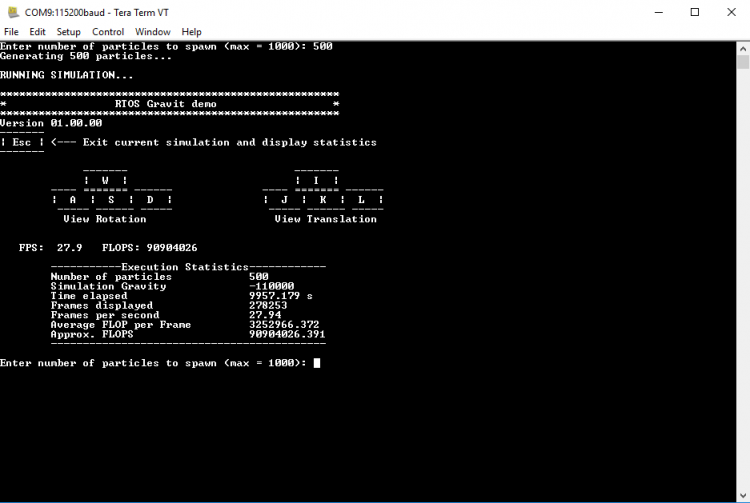 COM9:115200baud - Tera Term VT
File Edit Setup Control Window Help
Enter number of particles to spawn (max = 1000): 500
Generating 500 particles...
RUNNING SIMULATION...
*****************************************************
* RTOS Gravit demo *
*****************************************************
Version 01.00.00
-------
| Esc | <--- Exit current simulation and display statistics
-------
------- -------
| W | | I |
---- ======= ------ ---- ======= ------
| A | S | D | | J | K | L |
----- ----- ----- ----- ----- -----
View Rotation View Translation
FPS: 27.9 FLOPS: 90904026
-----------Execution Statistics------------
Number of particles 500
Simulation Gravity -110000
Time elapsed 9957.179 s
Frames displayed 278253
Frames per second 27.94
Average FLOP per Frame 3252966.372
Approx. FLOPS 90904026.391
-------------------------------------------
Enter number of particles to spawn (max = 1000):